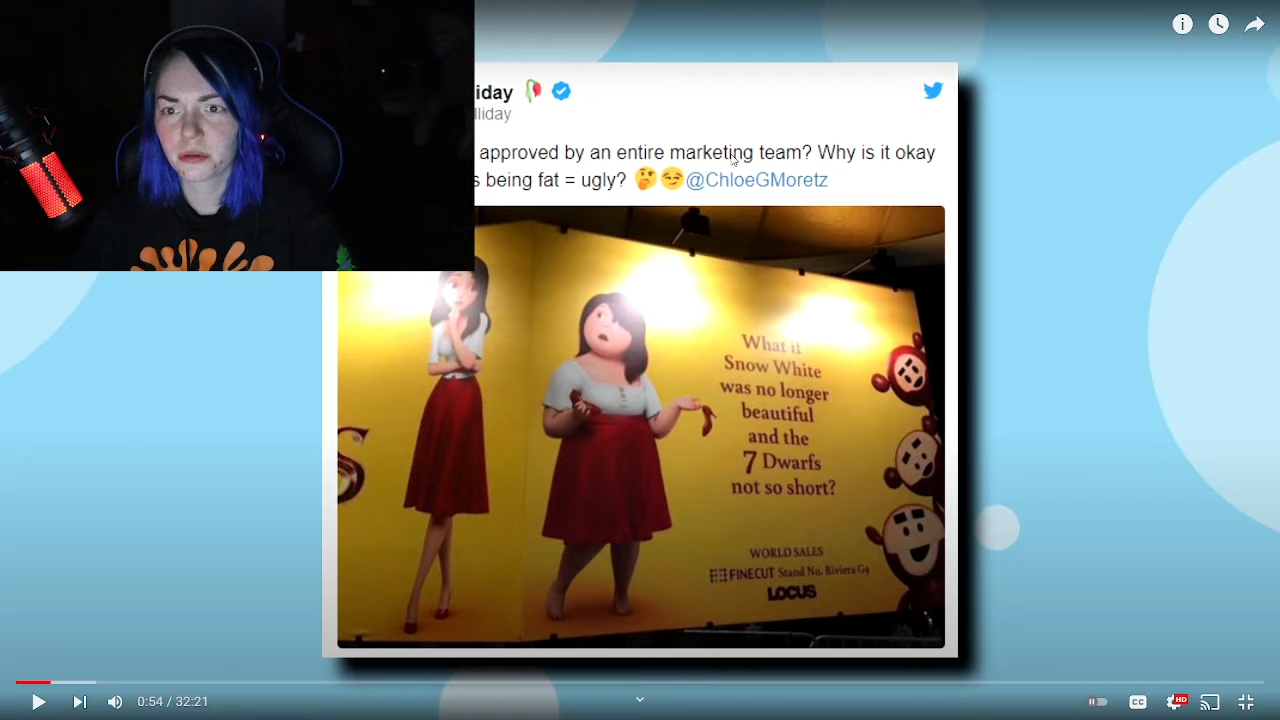 iday
lliday
approved by an entire marketing team? Why is it okay
s being fat = ugly? 🤔😏@ChloeGMoretz
S
What if
Snow White
was no longer
beautiful
and the
7 Dwarfs
not so short?
WORLD SALES
FINECUT Stand No. Riviera G9
LOCUS
0:54 / 32:21
CC
HD